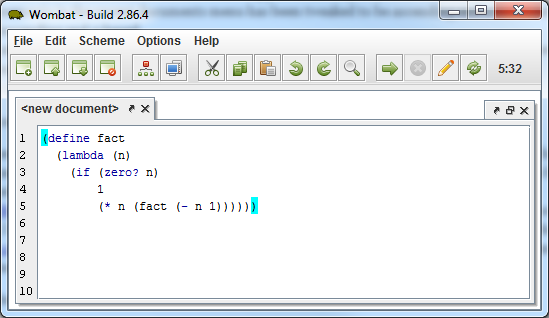 Wombat - Build 2.86.4
File Edit Scheme Options Help
5:32
<new document>
1 (define fact
2 (lambda (n)
3 (if (zero? n)
4 1
5 (* n (fact (- n 1)))))
6
7
8
9
10